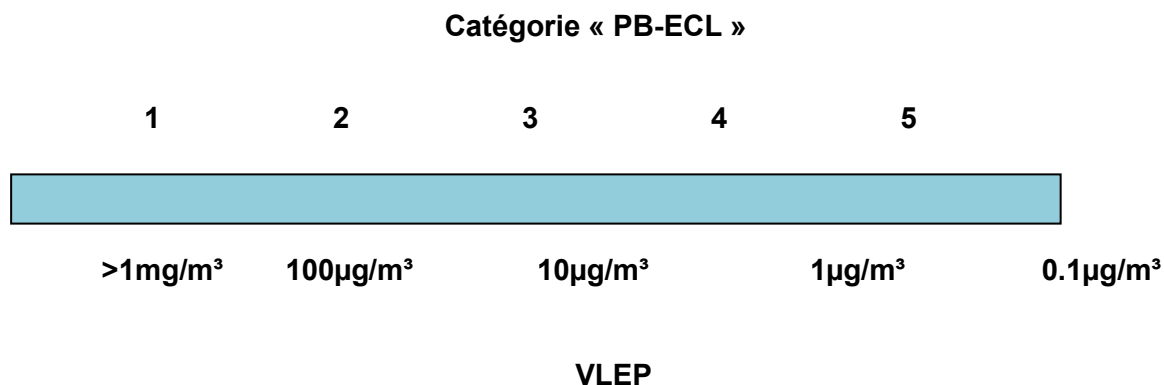 Catégorie « PB-ECL »
1 2 3 4 5
>1mg/m³ 100µg/m³ 10µg/m³ 1µg/m³ 0.1µg/m³
VLEP